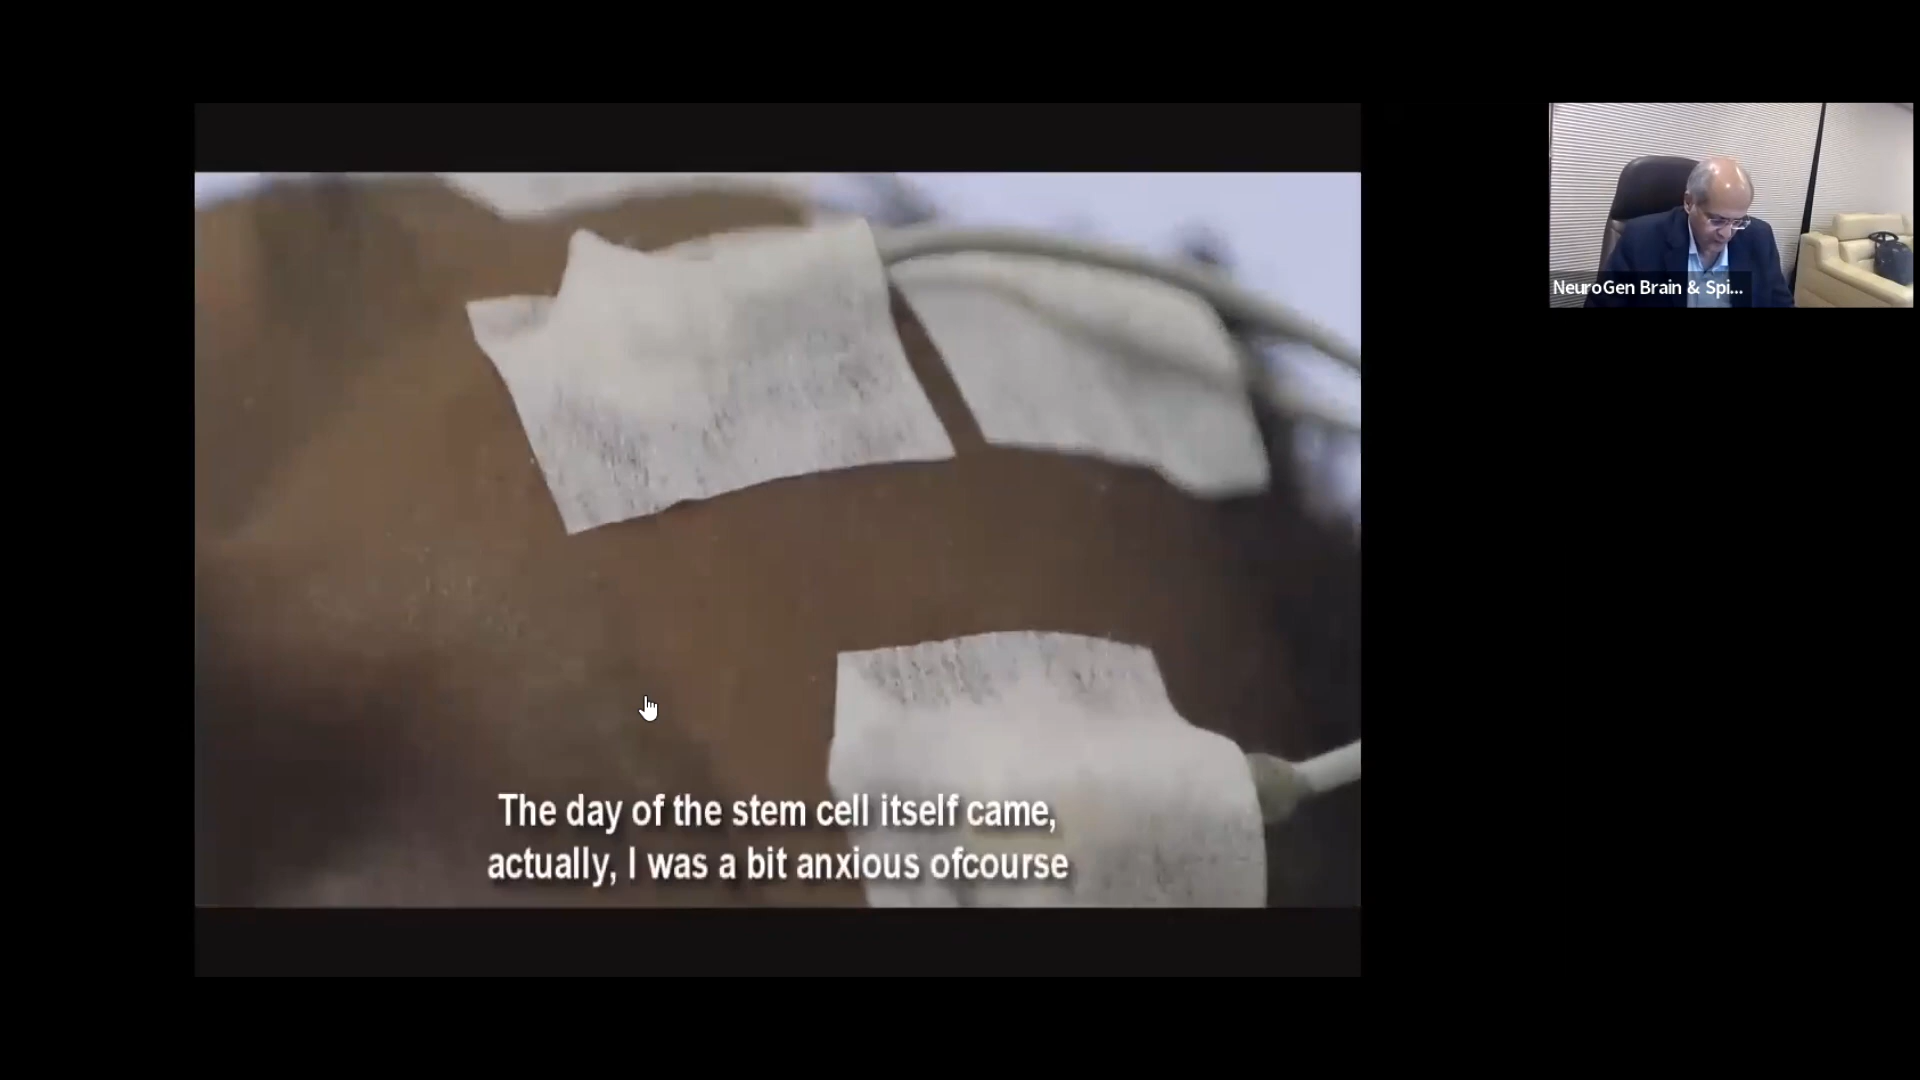 The day of the stem cell itself came,
actually, I was a bit anxious ofcourse
NeuroGen Brain & Spi...